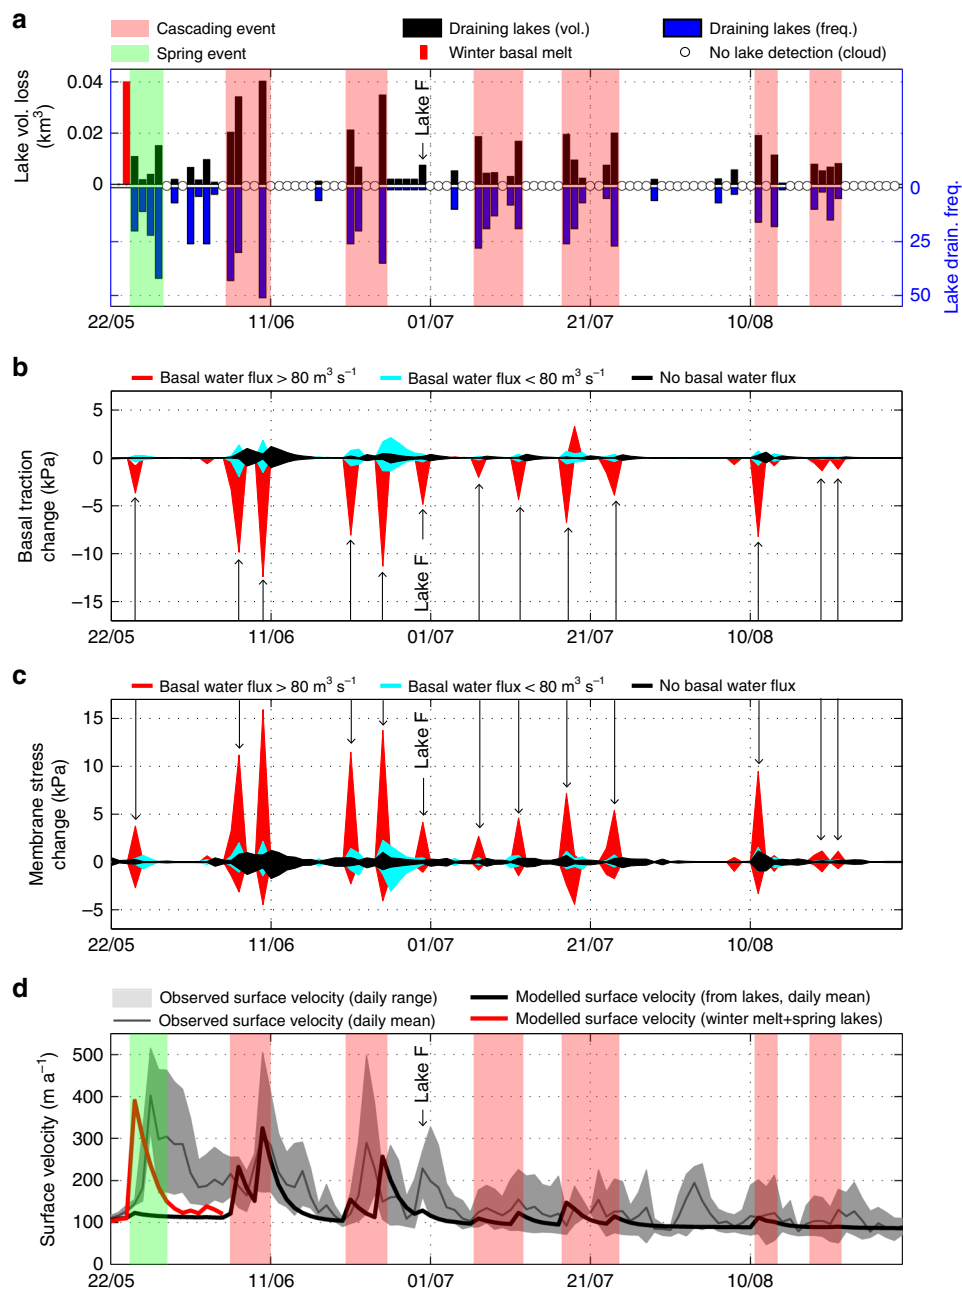 a
Cascading event
Draining lakes (vol.)
Draining lakes (freq.)
Spring event
Winter basal melt
No lake detection (cloud)
Lake vol. loss
(km³)
0.04
0.02
0
Lake F
0
25
50
Lake drain. freq.
22/05
11/06
01/07
21/07
10/08
b
Basal water flux > 80 m³ s⁻¹
Basal water flux < 80 m³ s⁻¹
No basal water flux
Basal traction
change (kPa)
5
0
−5
−10
−15
Lake F
22/05
11/06
01/07
21/07
10/08
c
Basal water flux > 80 m³ s⁻¹
Basal water flux < 80 m³ s⁻¹
No basal water flux
Membrane stress
change (kPa)
15
10
5
0
−5
Lake F
22/05
11/06
01/07
21/07
10/08
d
Observed surface velocity (daily range)
Modelled surface velocity (from lakes, daily mean)
Observed surface velocity (daily mean)
Modelled surface velocity (winter melt+spring lakes)
Surface velocity (m a⁻¹)
500
400
300
200
100
0
Lake F
22/05
11/06
01/07
21/07
10/08